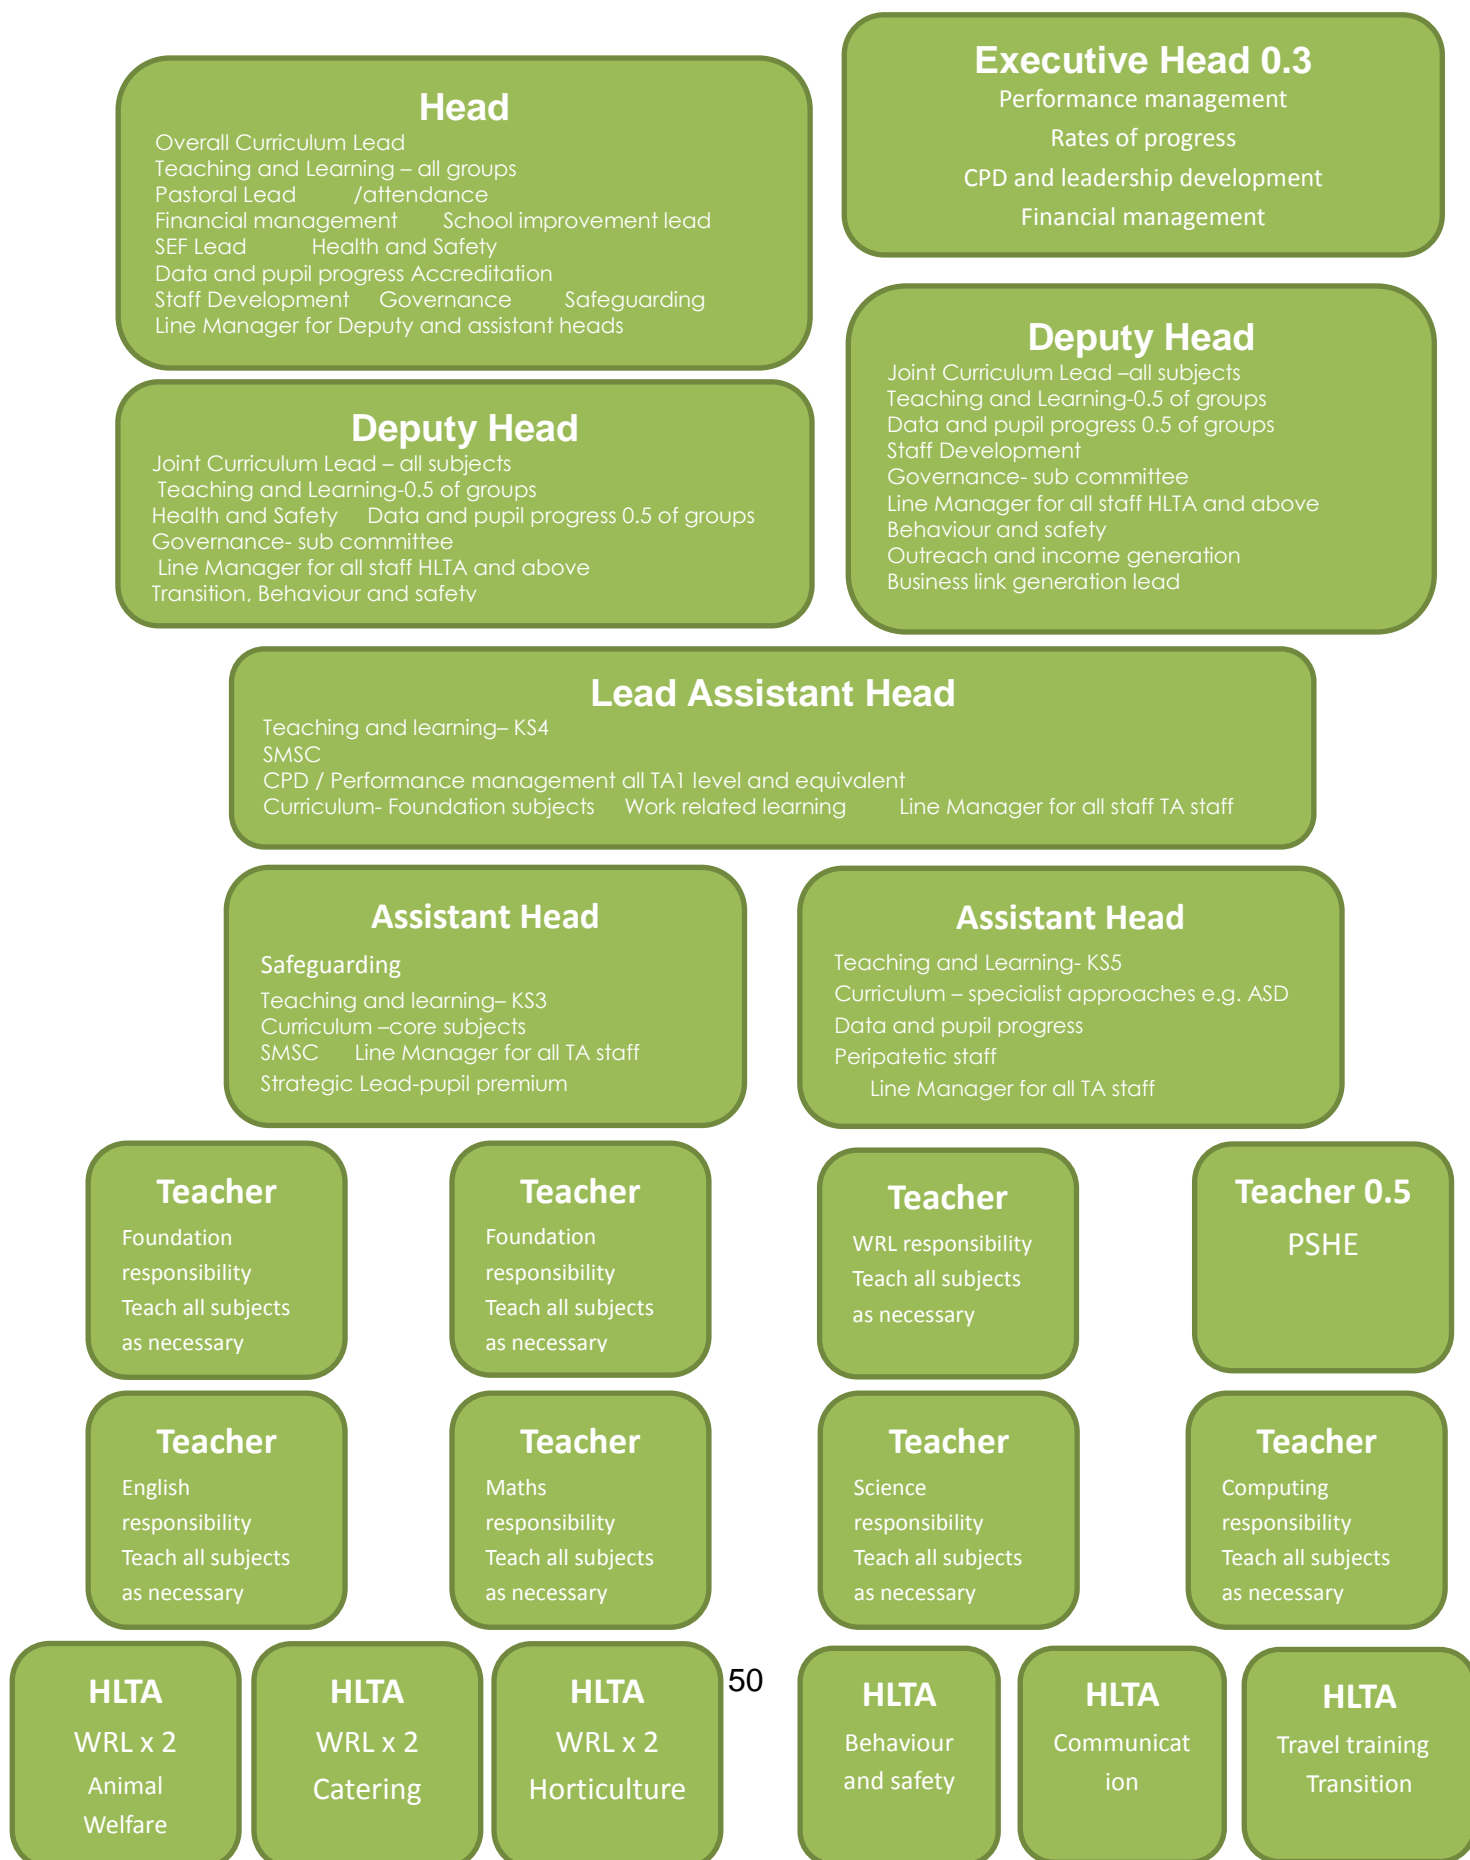 Executive Head 0.3
Performance management
Rates of progress
CPD and leadership development
Financial management
Head
Overall Curriculum Lead
Teaching and Learning – all groups
Pastoral Lead /attendance
Financial management School improvement lead
SEF Lead Health and Safety
Data and pupil progress Accreditation
Staff Development Governance Safeguarding
Line Manager for Deputy and assistant heads
Deputy Head
Joint Curriculum Lead –all subjects
Teaching and Learning-0.5 of groups
Data and pupil progress 0.5 of groups
Staff Development
Governance- sub committee
Line Manager for all staff HLTA and above
Behaviour and safety
Outreach and income generation
Business link generation lead
Deputy Head
Joint Curriculum Lead – all subjects
Teaching and Learning-0.5 of groups
Health and Safety Data and pupil progress 0.5 of groups
Governance- sub committee
Line Manager for all staff HLTA and above
Transition, Behaviour and safety
Lead Assistant Head
Teaching and learning– KS4
SMSC
CPD / Performance management all TA1 level and equivalent
Curriculum- Foundation subjects Work related learning Line Manager for all staff TA staff
Assistant Head
Safeguarding
Teaching and learning– KS3
Curriculum –core subjects
SMSC Line Manager for all TA staff
Strategic Lead-pupil premium
Assistant Head
Teaching and Learning- KS5
Curriculum – specialist approaches e.g. ASD
Data and pupil progress
Peripatetic staff
Line Manager for all TA staff
Teacher
Foundation
responsibility
Teach all subjects
as necessary
Teacher
Foundation
responsibility
Teach all subjects
as necessary
Teacher
WRL responsibility
Teach all subjects
as necessary
Teacher 0.5
PSHE
Teacher
English
responsibility
Teach all subjects
as necessary
Teacher
Maths
responsibility
Teach all subjects
as necessary
Teacher
Science
responsibility
Teach all subjects
as necessary
Teacher
Computing
responsibility
Teach all subjects
as necessary
HLTA
WRL x 2
Animal
Welfare
HLTA
WRL x 2
Catering
HLTA
WRL x 2
Horticulture
50
HLTA
Behaviour
and safety
HLTA
Communicat
ion
HLTA
Travel training
Transition